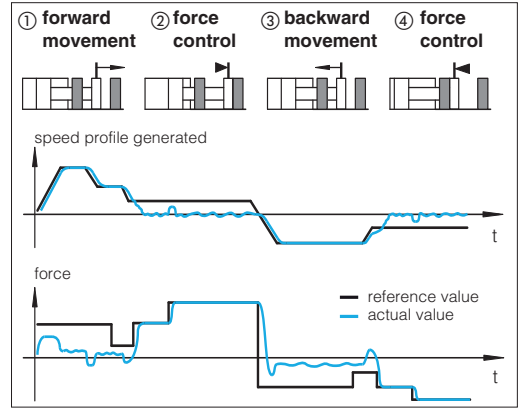 ① forward movement
② force control
③ backward movement
④ force control
speed profile generated
t
force
reference value
actual value
t